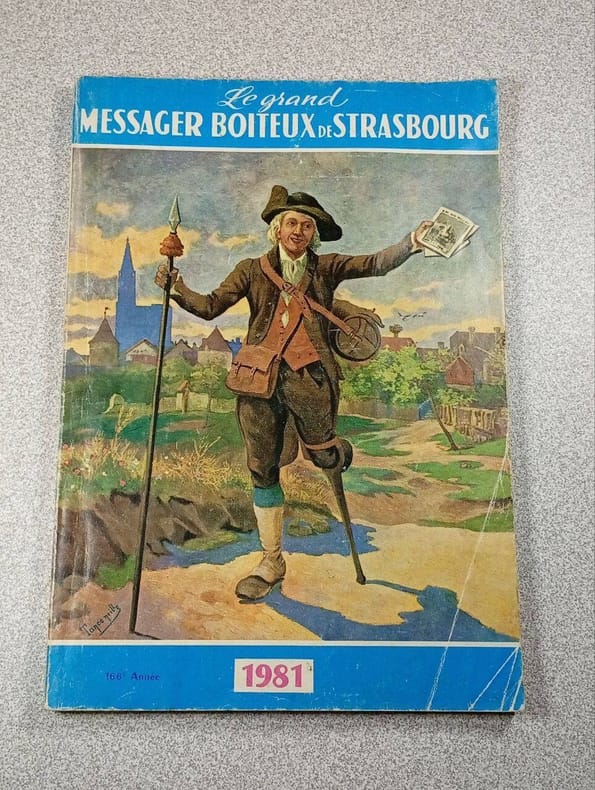 Le grand
MESSAGER BOITEUX DE STRASBOURG
166e Année
1981